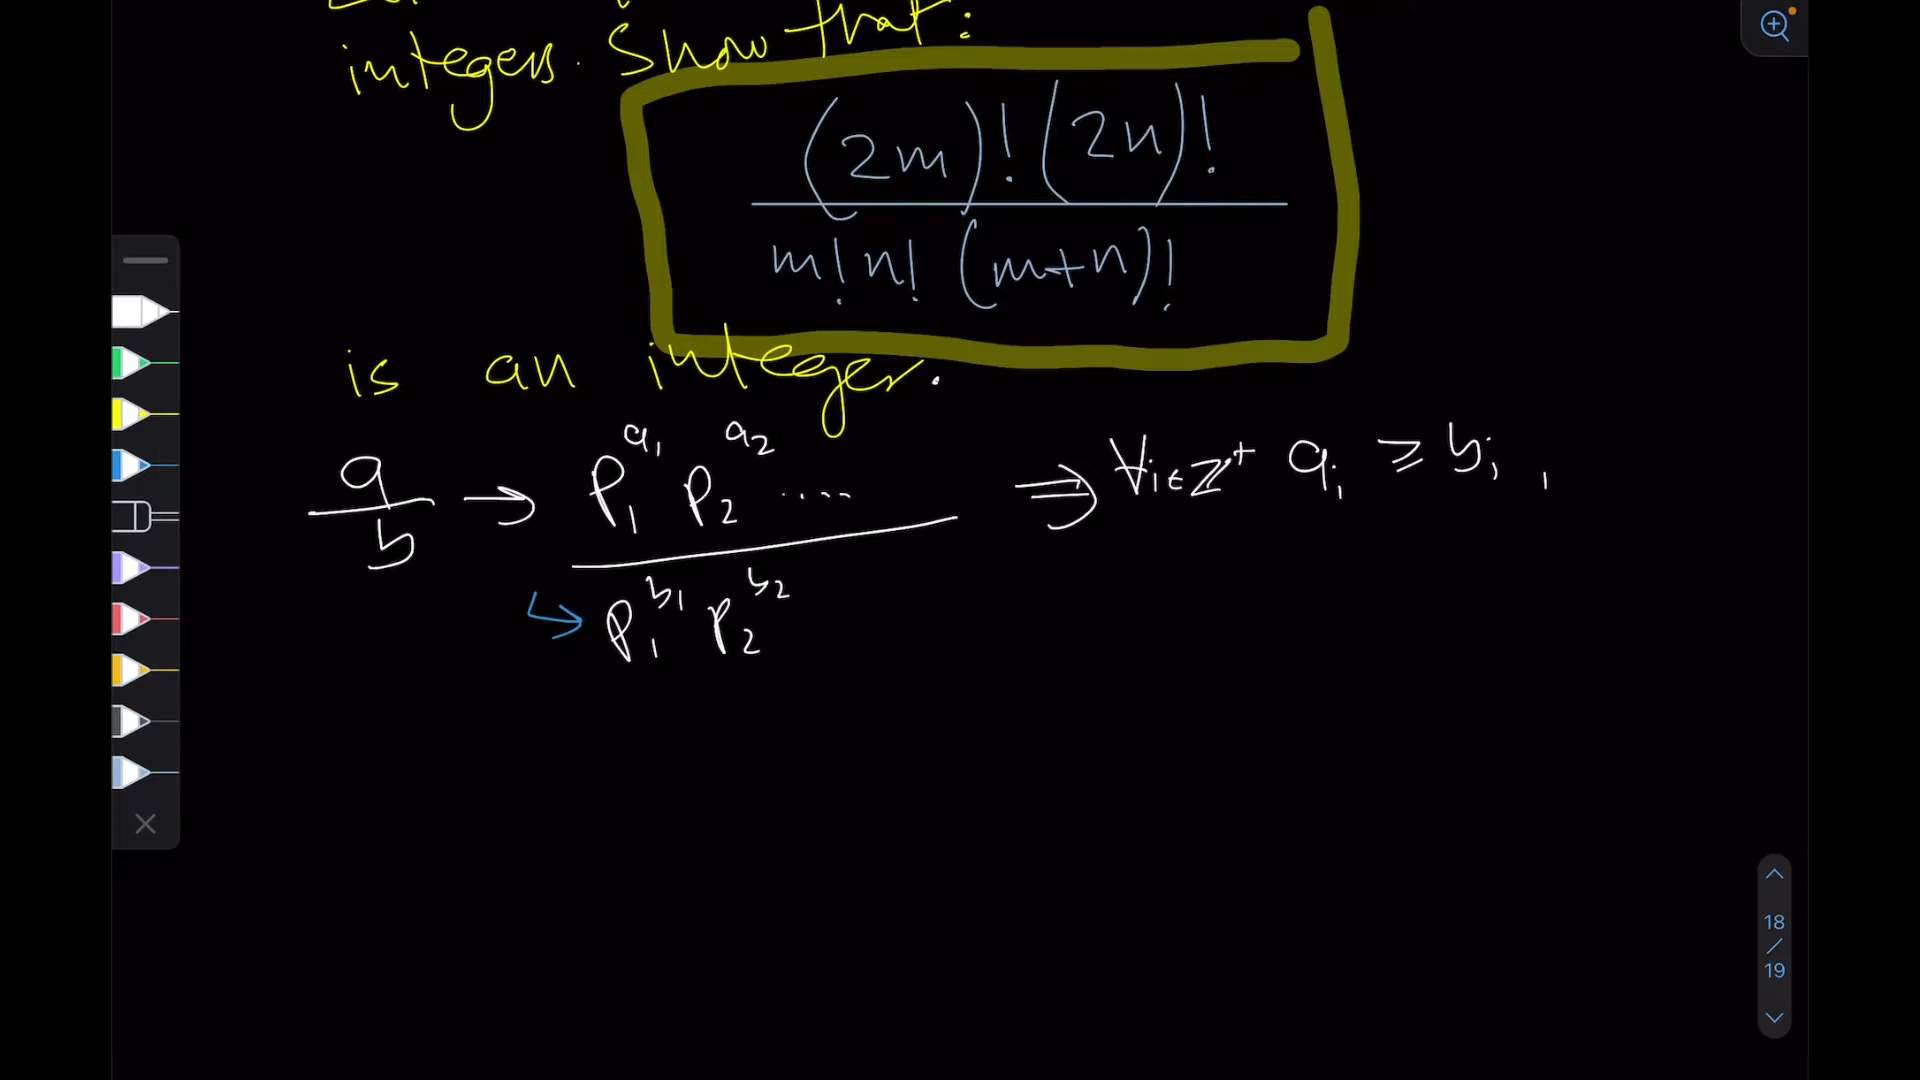 integers. Show that:
(2m)! (2n)!
m! n! (m+n)!
is an integer.
a/b → p₁^a₁ p₂^a₂ .... ⇒ ∀i∈ℤ⁺ aᵢ ≥ bᵢ ,
↳ p₁^b₁ p₂^b₂
18
/
19